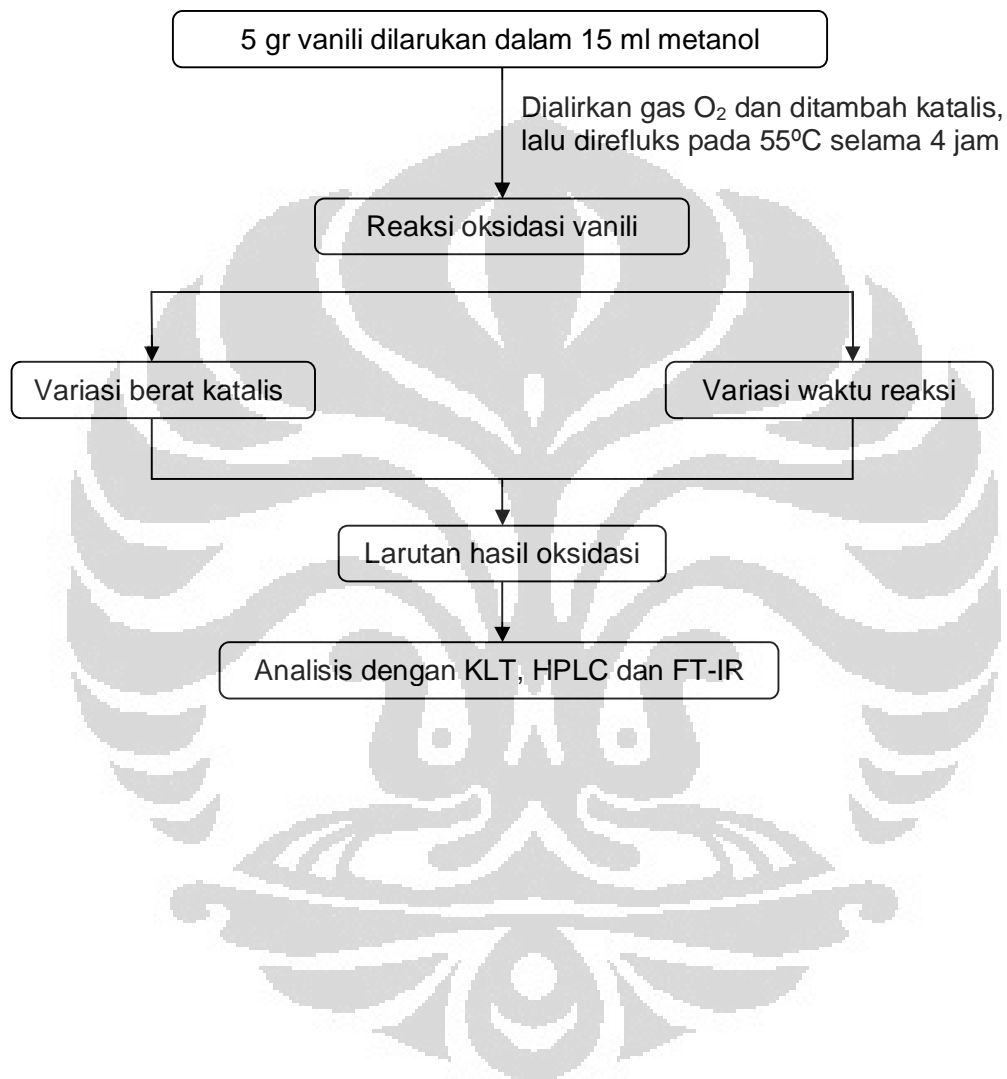 5 gr vanili dilarukan dalam 15 ml metanol
Dialirkan gas O₂ dan ditambah katalis,
lalu direfluks pada 55ºC selama 4 jam
Reaksi oksidasi vanili
Variasi berat katalis
Variasi waktu reaksi
Larutan hasil oksidasi
Analisis dengan KLT, HPLC dan FT-IR